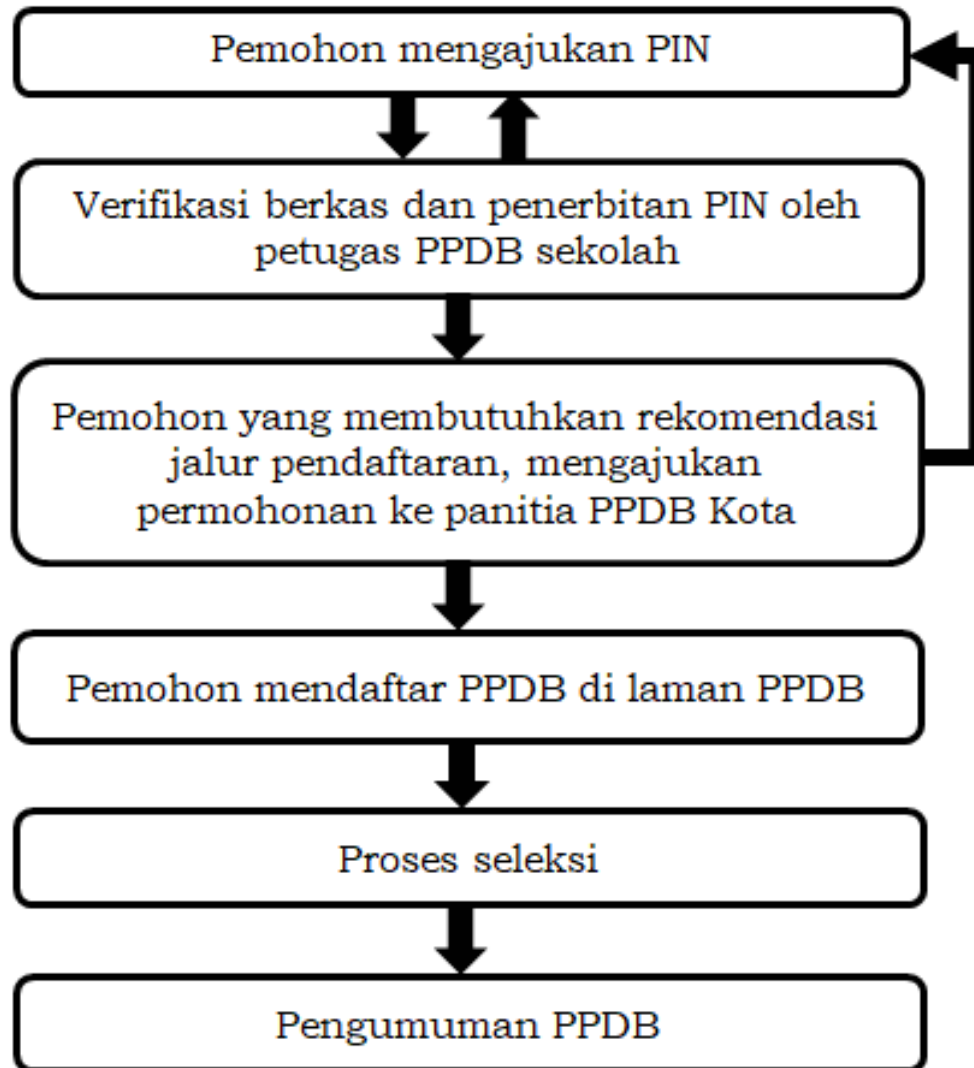 Pemohon mengajukan PIN
Verifikasi berkas dan penerbitan PIN oleh
petugas PPDB sekolah
Pemohon yang membutuhkan rekomendasi
jalur pendaftaran, mengajukan
permohonan ke panitia PPDB Kota
Pemohon mendaftar PPDB di laman PPDB
Proses seleksi
Pengumuman PPDB